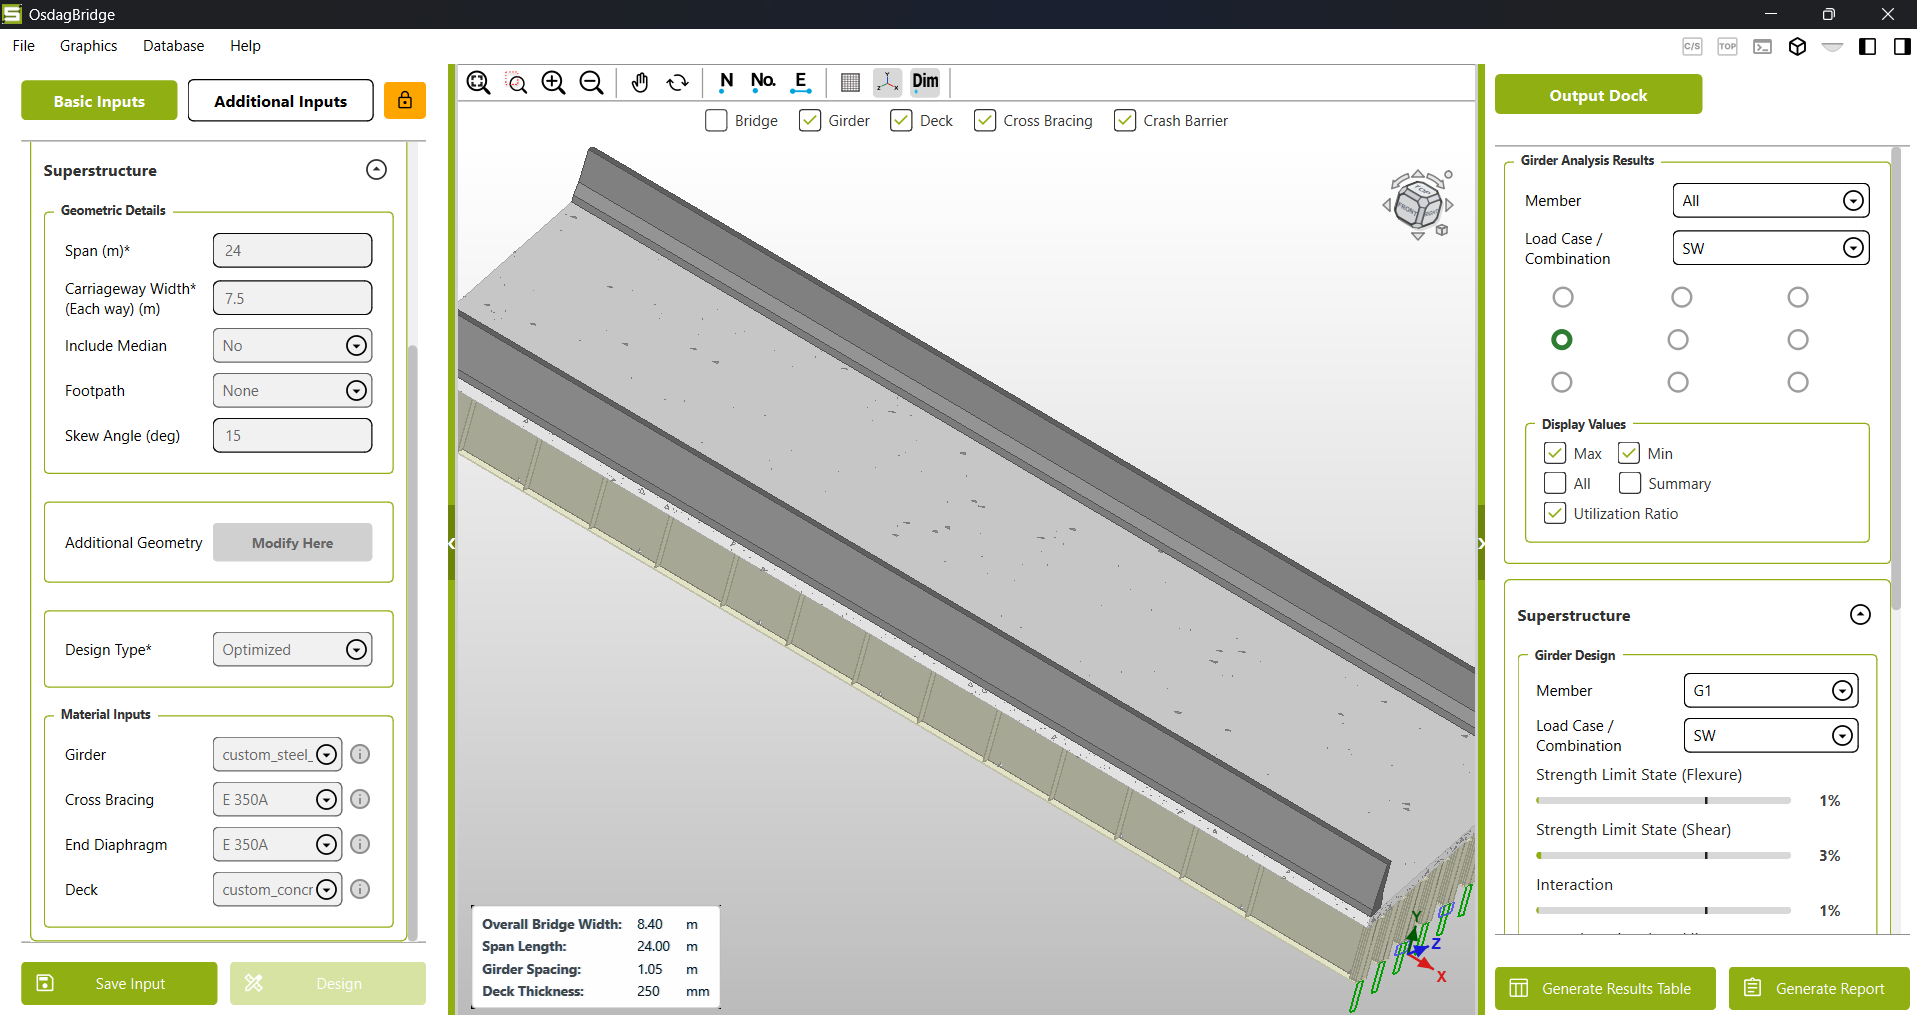 OsdagBridge
File Graphics Database Help
C/S TOP
Basic Inputs Additional Inputs
N No. E Dim
Output Dock
Bridge Girder Deck Cross Bracing Crash Barrier
Superstructure
Geometric Details
Span (m)* 24
Carriageway Width* (Each way) (m) 7.5
Include Median No
Footpath None
Skew Angle (deg) 15
Additional Geometry Modify Here
Design Type* Optimized
Material Inputs
Girder custom_steel_
Cross Bracing E 350A
End Diaphragm E 350A
Deck custom_concr
Save Input Design
TOP
FRONT RIGHT
Overall Bridge Width: 8.40 m
Span Length: 24.00 m
Girder Spacing: 1.05 m
Deck Thickness: 250 mm
Y
Z
X
Girder Analysis Results
Member All
Load Case / Combination SW
Display Values
Max Min
All Summary
Utilization Ratio
Superstructure
Girder Design
Member G1
Load Case / Combination SW
Strength Limit State (Flexure)
1%
Strength Limit State (Shear)
3%
Interaction
1%
Generate Results Table Generate Report